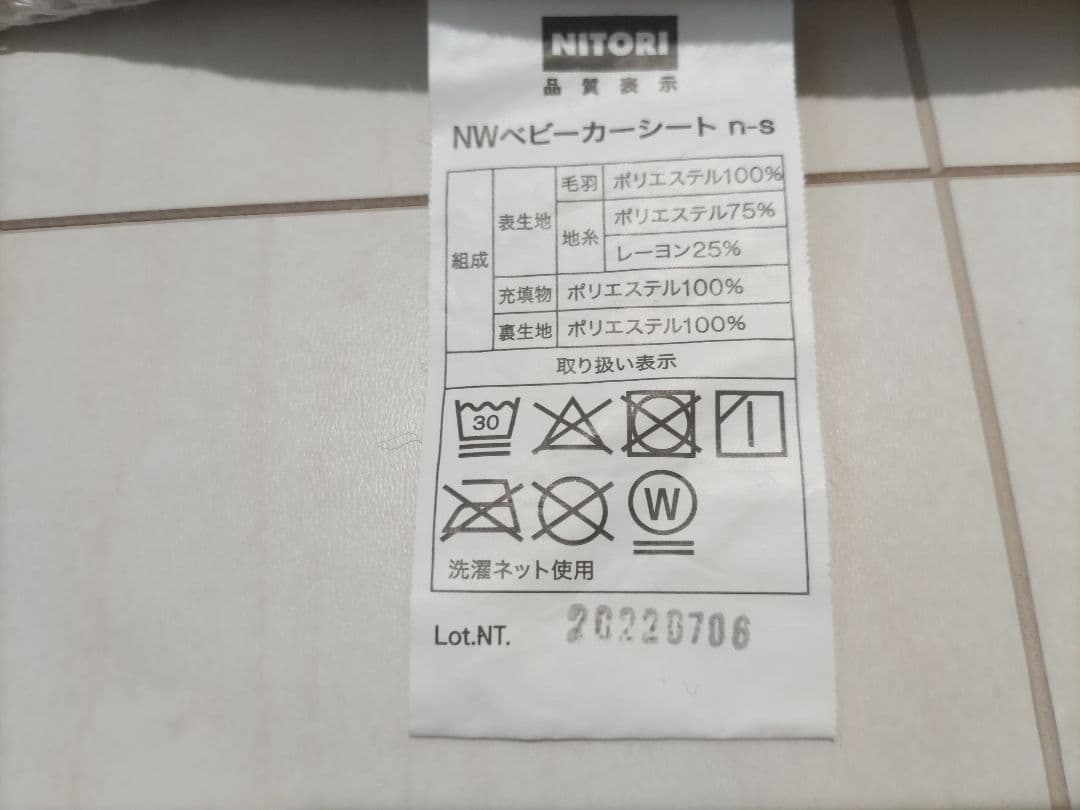 NITORI
品質表示
NWベビーカーシート n-s
組成
表生地
毛羽 ポリエステル100%
地糸
ポリエステル75%
レーヨン25%
充填物 ポリエステル100%
裏生地 ポリエステル100%
取り扱い表示
30
W
洗濯ネット使用
Lot.NT. 20220706